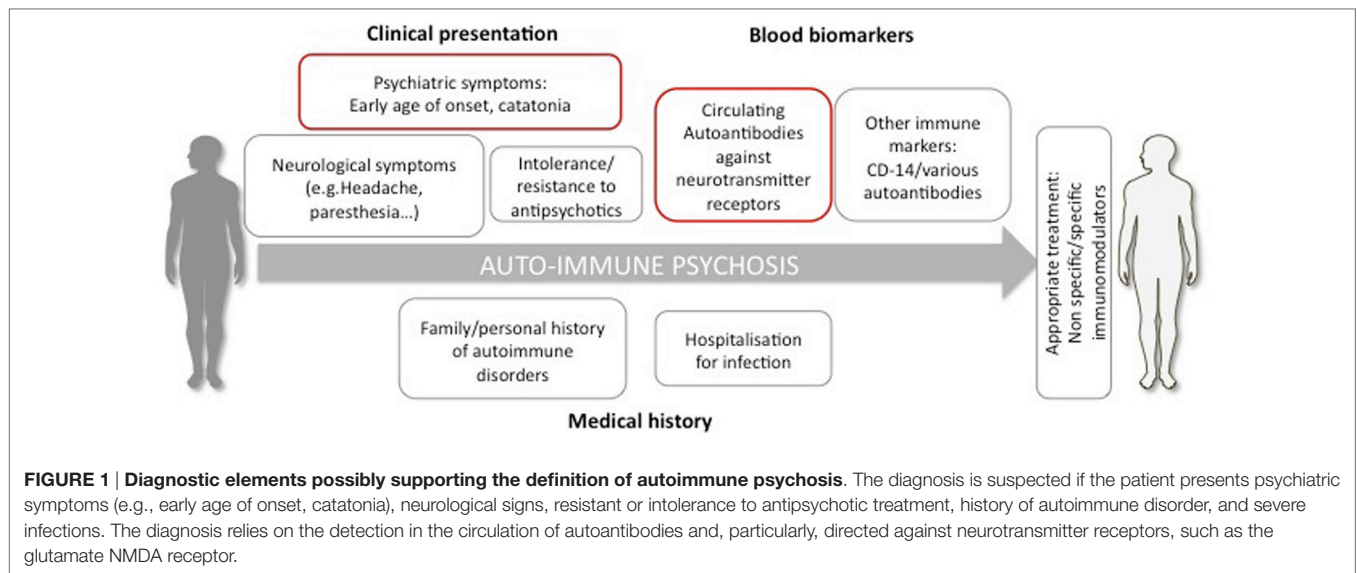 Clinical presentation
Blood biomarkers
Psychiatric symptoms:
Early age of onset, catatonia
Neurological symptoms
(e.g.Headache,
paresthesia...)
Intolerance/
resistance to
antipsychotics
Circulating
Autoantibodies
against
neurotransmitter
receptors
Other immune
markers:
CD-14/various
autoantibodies
AUTO-IMMUNE PSYCHOSIS
Appropriate treatment:
Non specific/specific
immunomodulators
Family/personal history
of autoimmune
disorders
Hospitalisation
for infection
Medical history
FIGURE 1 | Diagnostic elements possibly supporting the definition of autoimmune psychosis. The diagnosis is suspected if the patient presents psychiatric
symptoms (e.g., early age of onset, catatonia), neurological signs, resistant or intolerance to antipsychotic treatment, history of autoimmune disorder, and severe
infections. The diagnosis relies on the detection in the circulation of autoantibodies and, particularly, directed against neurotransmitter receptors, such as the
glutamate NMDA receptor.